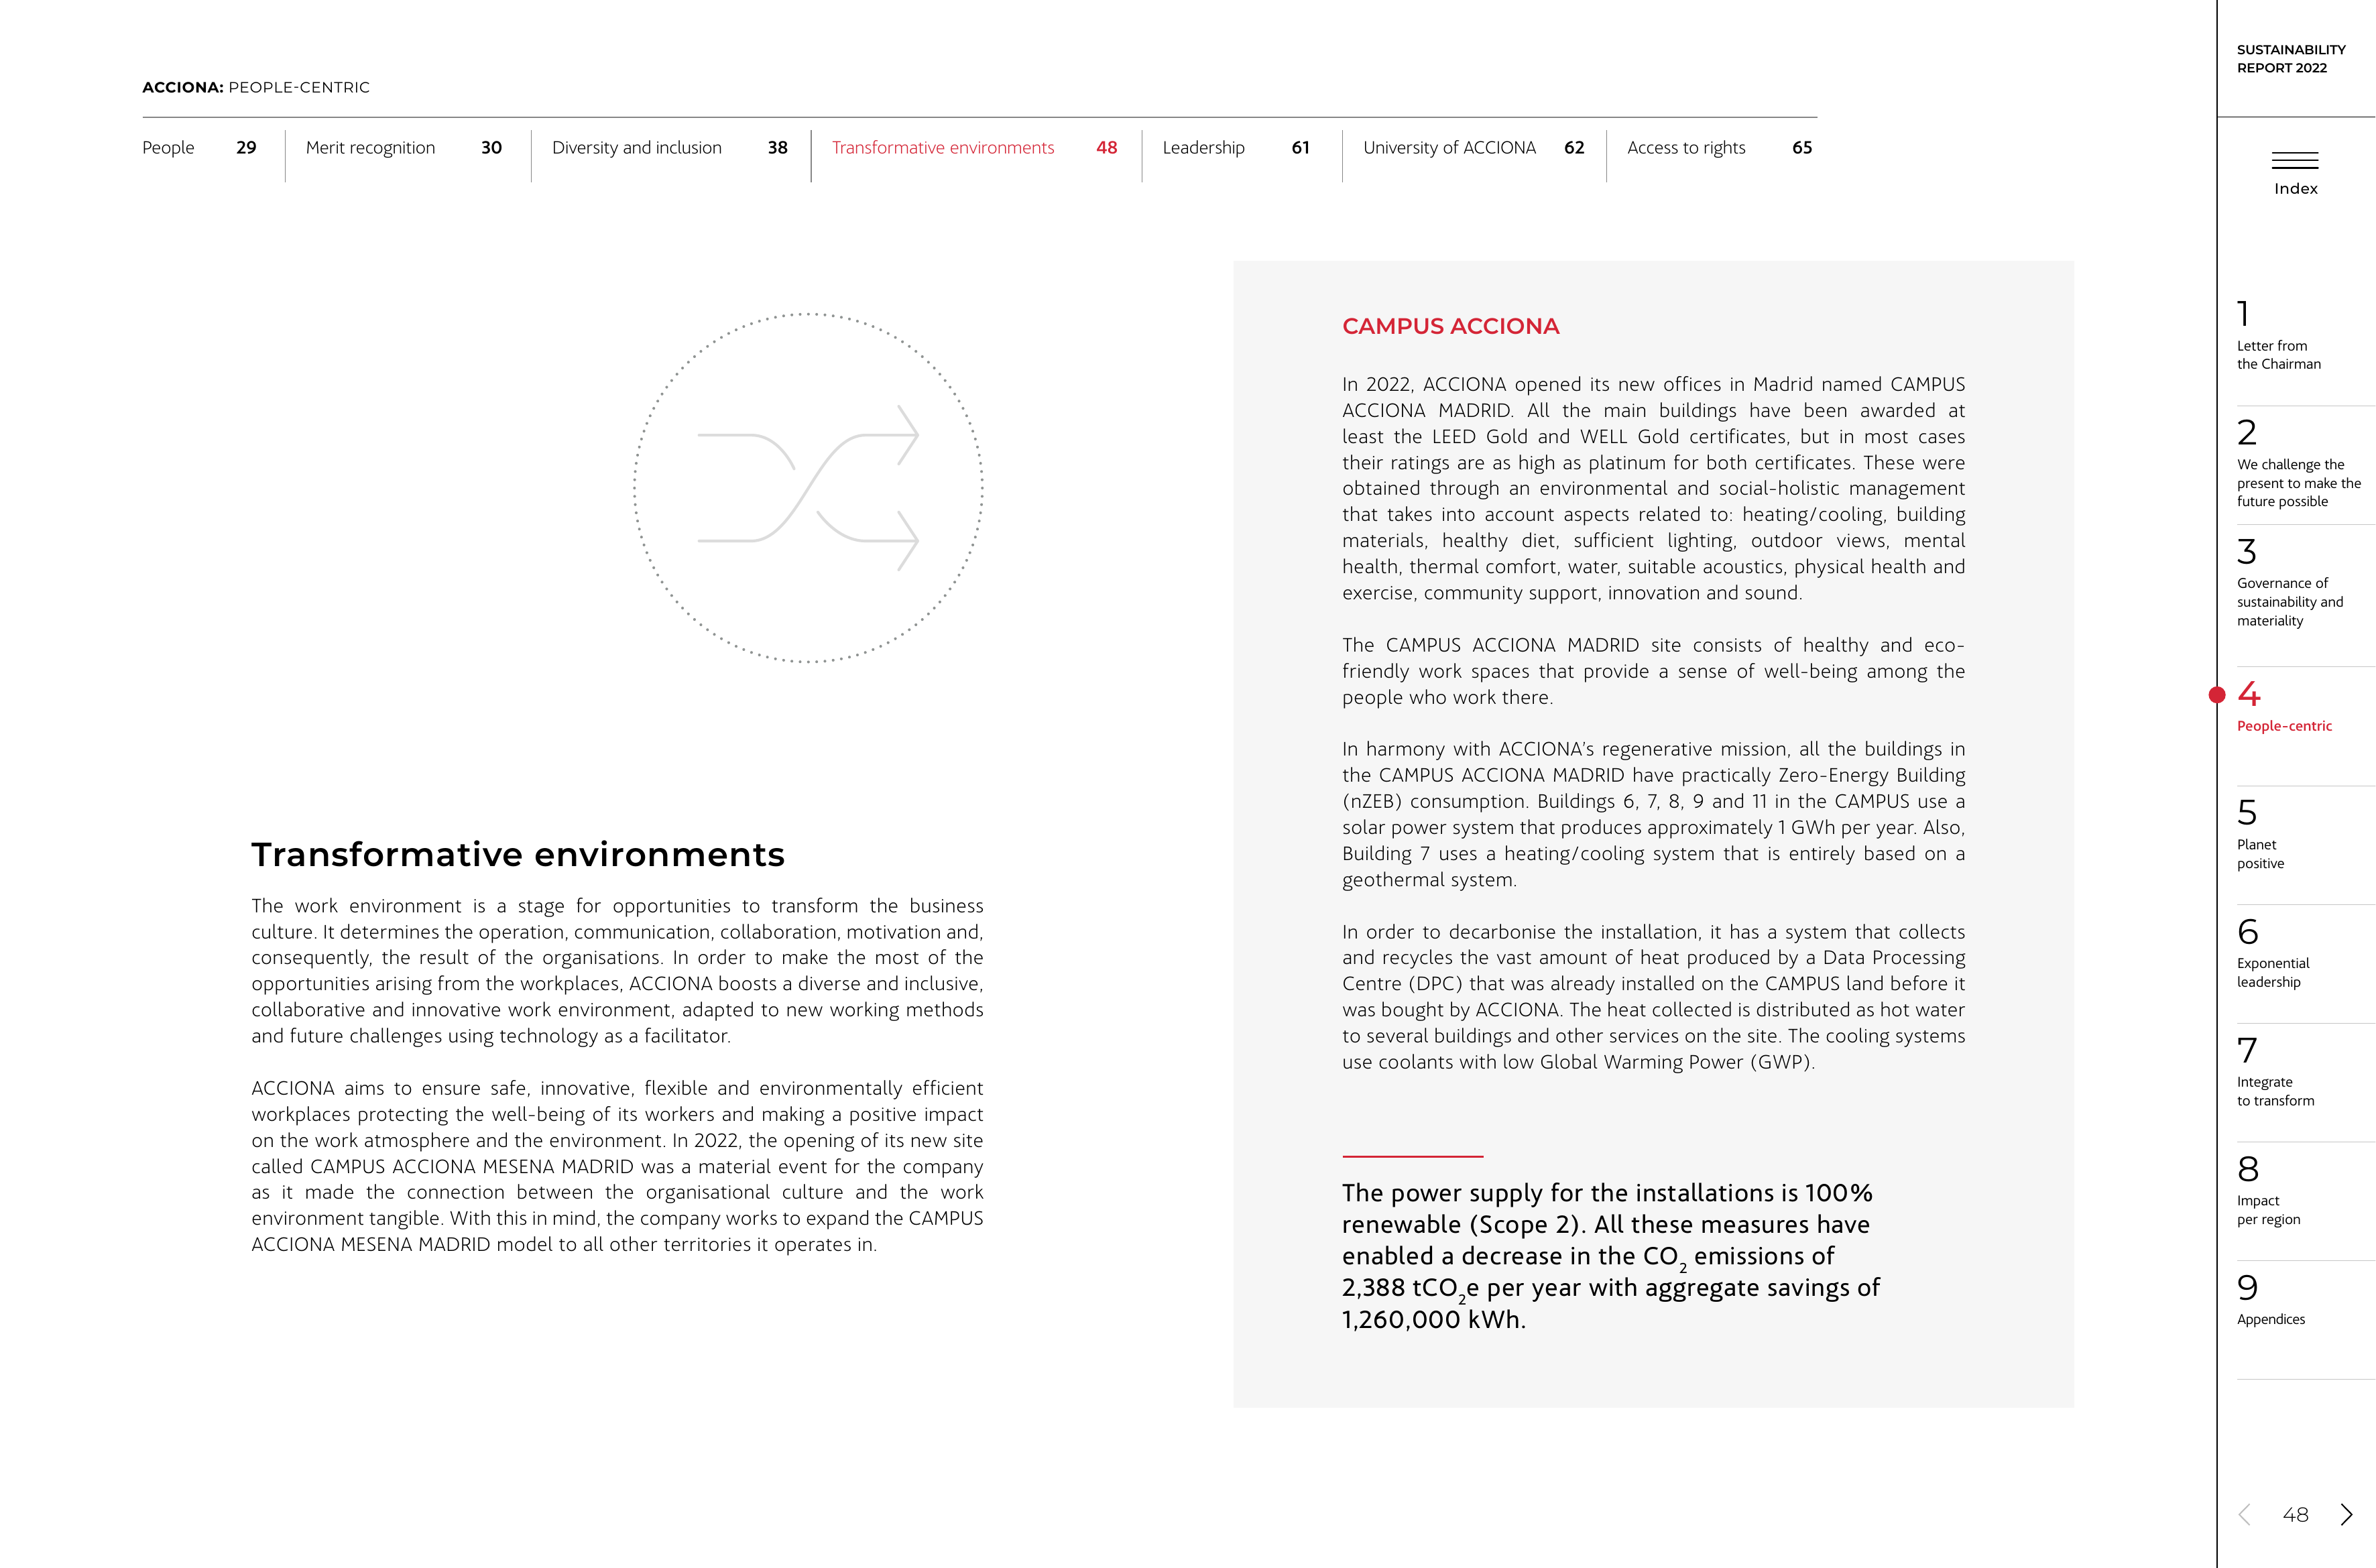 ACCIONA: PEOPLE-CENTRIC
People 29
Merit recognition 30
Diversity and inclusion 38
Transformative environments 48
Leadership 61
University of ACCIONA 62
Access to rights 65
Transformative environments
The work environment is a stage for opportunities to transform the business
culture. It determines the operation, communication, collaboration, motivation and,
consequently, the result of the organisations. In order to make the most of the
opportunities arising from the workplaces, ACCIONA boosts a diverse and inclusive,
collaborative and innovative work environment, adapted to new working methods
and future challenges using technology as a facilitator.
ACCIONA aims to ensure safe, innovative, flexible and environmentally efficient
workplaces protecting the well-being of its workers and making a positive impact
on the work atmosphere and the environment. In 2022, the opening of its new site
called CAMPUS ACCIONA MESENA MADRID was a material event for the company
as it made the connection between the organisational culture and the work
environment tangible. With this in mind, the company works to expand the CAMPUS
ACCIONA MESENA MADRID model to all other territories it operates in.
CAMPUS ACCIONA
In 2022, ACCIONA opened its new offices in Madrid named CAMPUS
ACCIONA MADRID. All the main buildings have been awarded at
least the LEED Gold and WELL Gold certificates, but in most cases
their ratings are as high as platinum for both certificates. These were
obtained through an environmental and social-holistic management
that takes into account aspects related to: heating/cooling, building
materials, healthy diet, sufficient lighting, outdoor views, mental
health, thermal comfort, water, suitable acoustics, physical health and
exercise, community support, innovation and sound.
The CAMPUS ACCIONA MADRID site consists of healthy and eco-
friendly work spaces that provide a sense of well-being among the
people who work there.
In harmony with ACCIONA's regenerative mission, all the buildings in
the CAMPUS ACCIONA MADRID have practically Zero-Energy Building
(nZEB) consumption. Buildings 6, 7, 8, 9 and 11 in the CAMPUS use a
solar power system that produces approximately 1 GWh per year. Also,
Building 7 uses a heating/cooling system that is entirely based on a
geothermal system.
In order to decarbonise the installation, it has a system that collects
and recycles the vast amount of heat produced by a Data Processing
Centre (DPC) that was already installed on the CAMPUS land before it
was bought by ACCIONA. The heat collected is distributed as hot water
to several buildings and other services on the site. The cooling systems
use coolants with low Global Warming Power (GWP).
The power supply for the installations is 100%
renewable (Scope 2). All these measures have
enabled a decrease in the CO₂ emissions of
2,388 tCO₂e per year with aggregate savings of
1,260,000 kWh.
SUSTAINABILITY
REPORT 2022
Index
1
Letter from
the Chairman
2
We challenge the
present to make the
future possible
3
Governance of
sustainability and
materiality
4
People-centric
5
Planet
positive
6
Exponential
leadership
7
Integrate
to transform
8
Impact
per region
9
Appendices
48